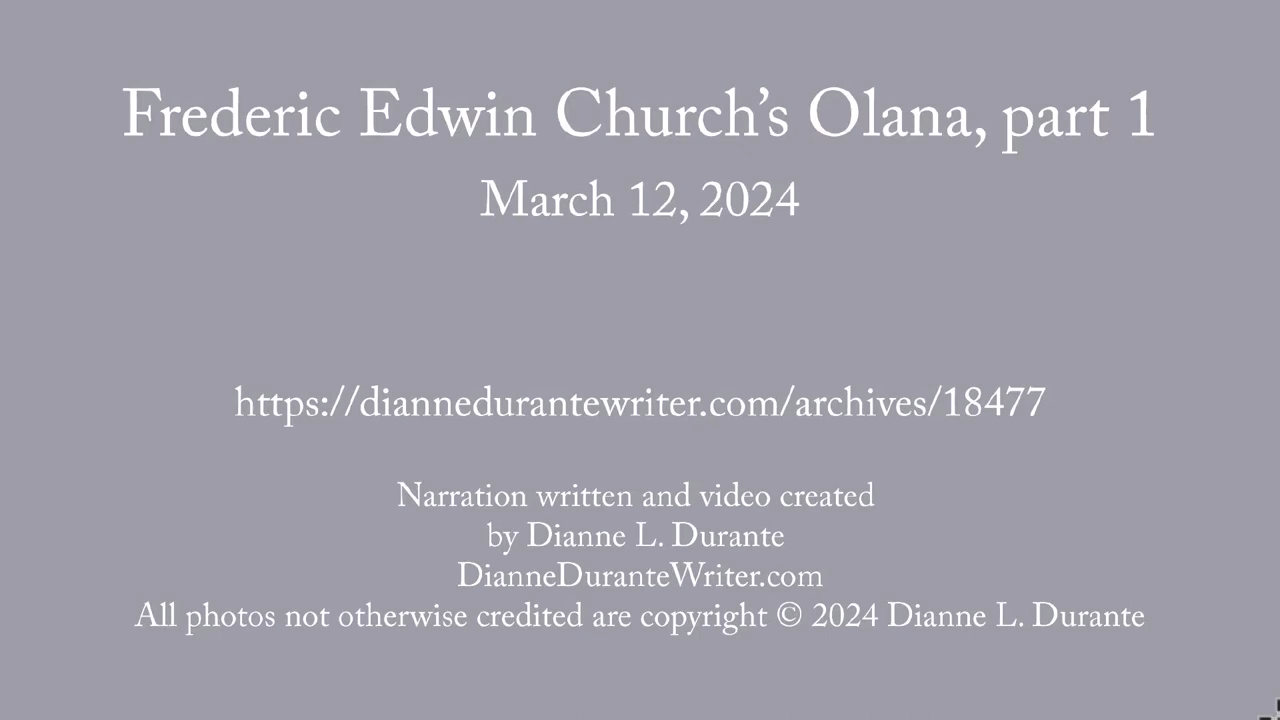 Frederic Edwin Church’s Olana, part 1
March 12, 2024
https://diannedurantewriter.com/archives/18477
Narration written and video created
by Dianne L. Durante
DianneDuranteWriter.com
All photos not otherwise credited are copyright © 2024 Dianne L. Durante